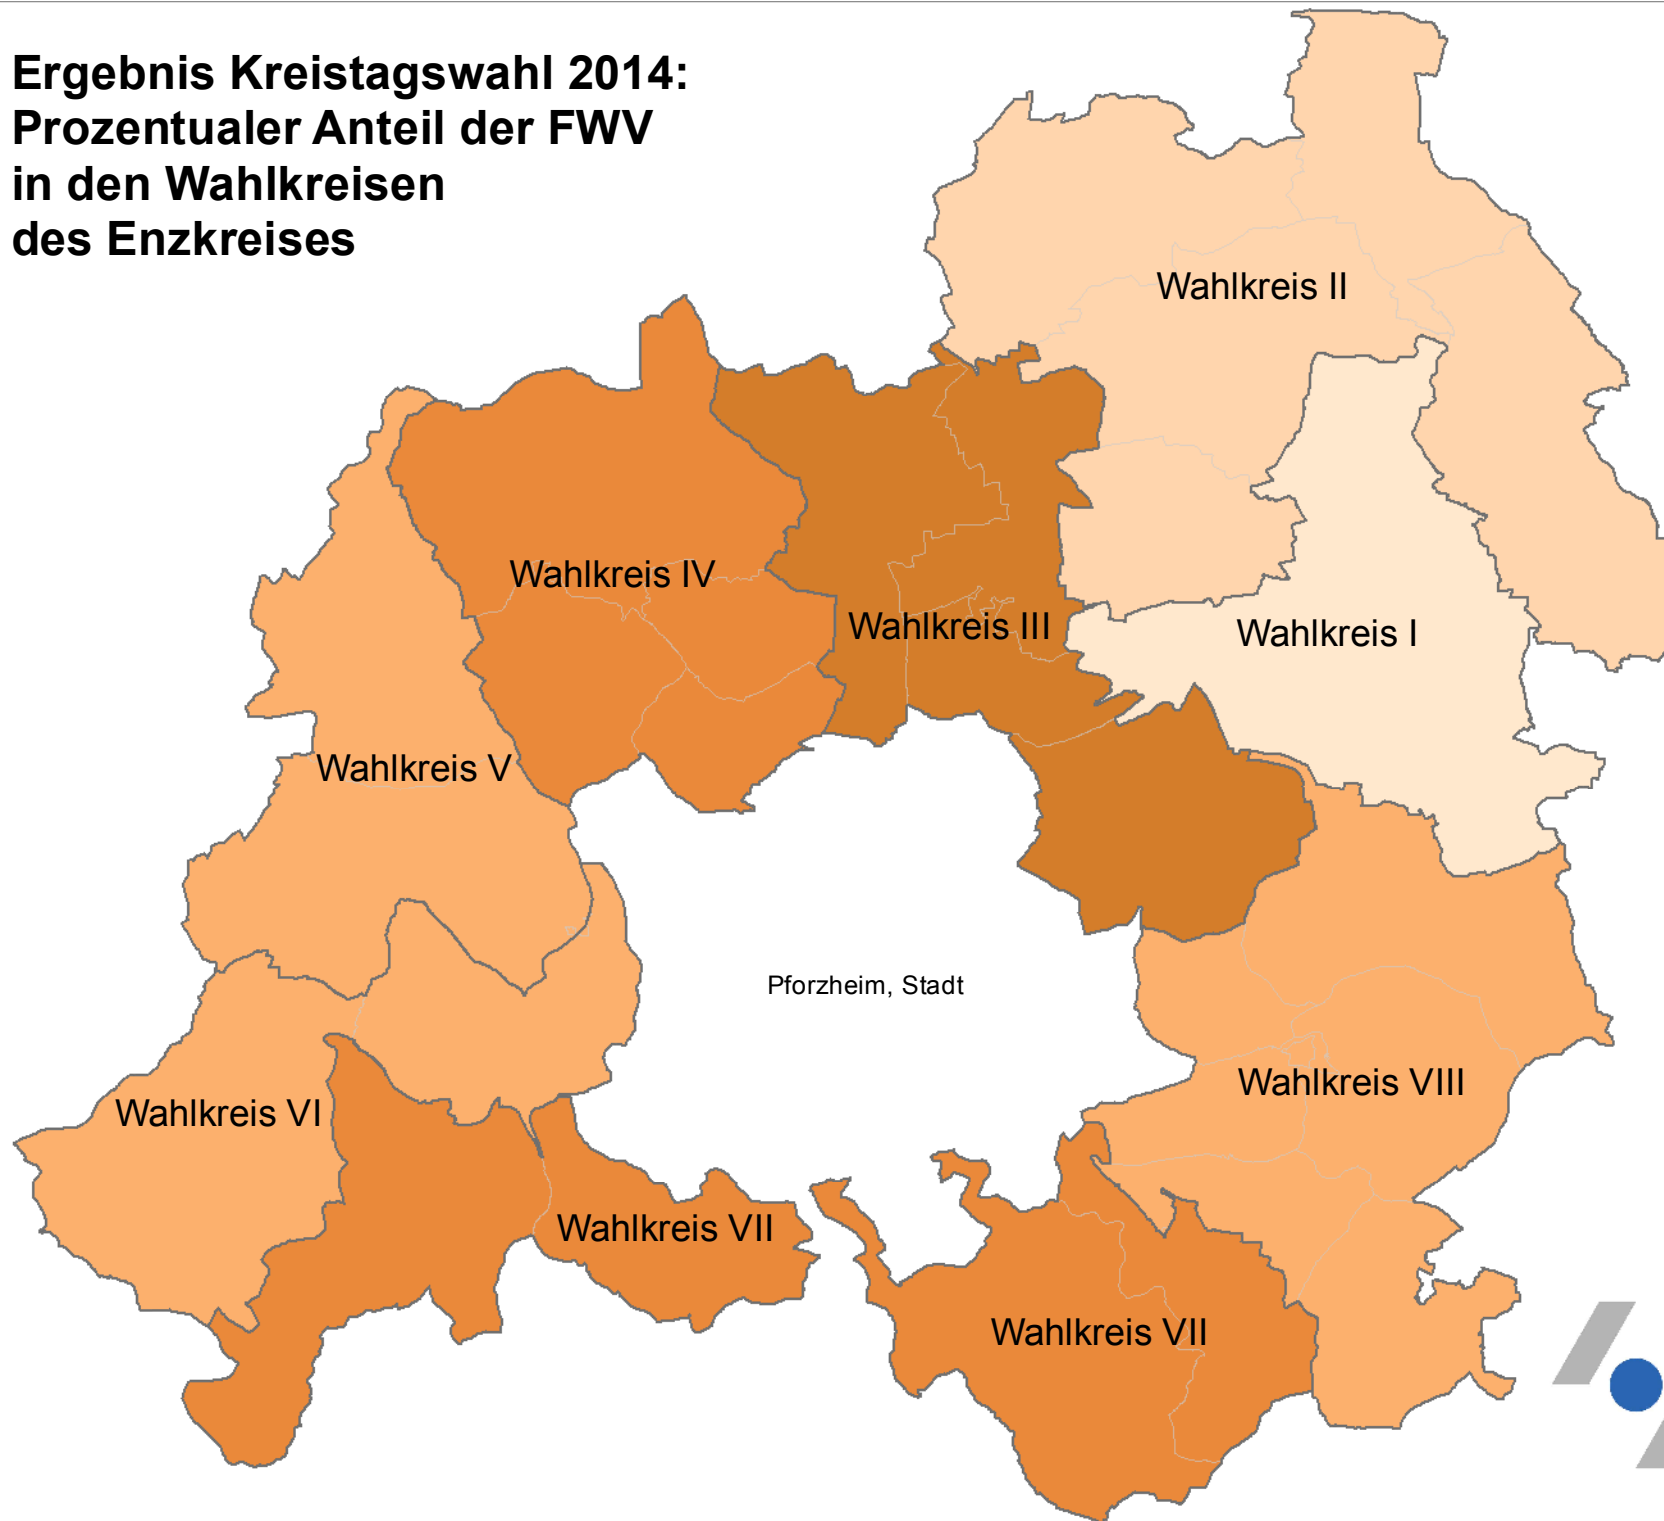 Ergebnis Kreistagswahl 2014:
Prozentualer Anteil der FWV
in den Wahlkreisen
des Enzkreises
Wahlkreis II
Wahlkreis IV
Wahlkreis III
Wahlkreis I
Wahlkreis V
Pforzheim, Stadt
Wahlkreis VIII
Wahlkreis VI
Wahlkreis VII
Wahlkreis VII